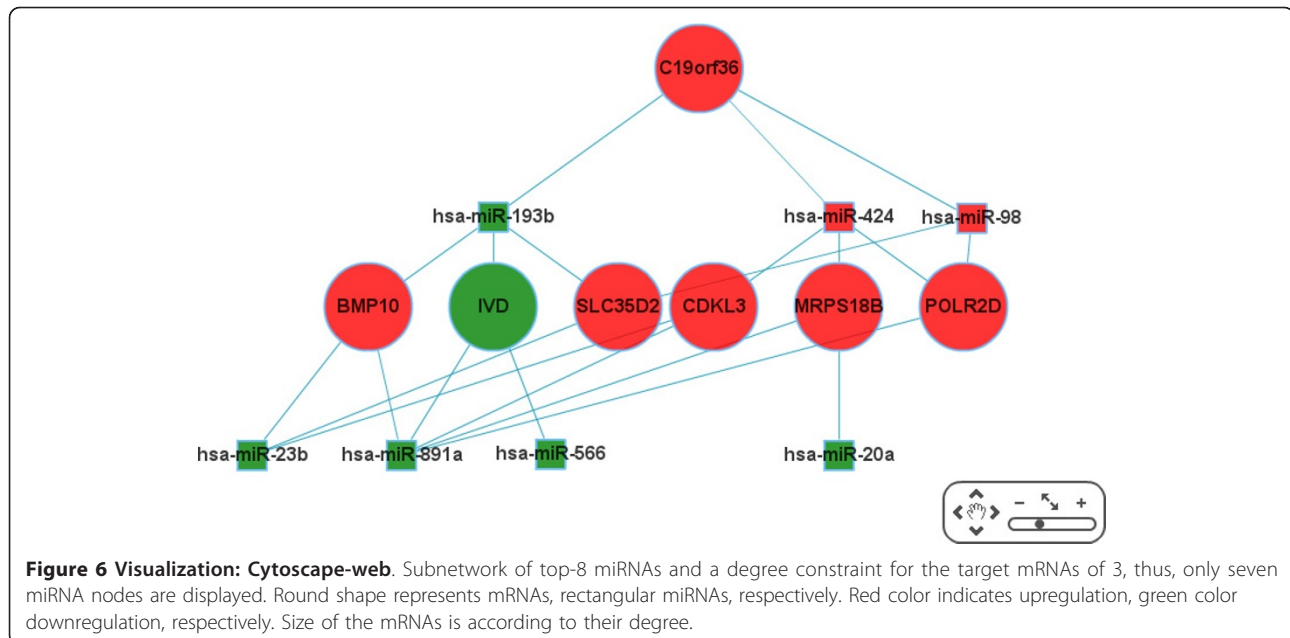 C19orf36
hsa-miR-193b
hsa-miR-424
hsa-miR-98
BMP10
IVD
SLC35D2
CDKL3
MRPS18B
POLR2D
hsa-miR-23b
hsa-miR-891a
hsa-miR-566
hsa-miR-20a
Figure 6 Visualization: Cytoscape-web. Subnetwork of top-8 miRNAs and a degree constraint for the target mRNAs of 3, thus, only seven
miRNA nodes are displayed. Round shape represents mRNAs, rectangular miRNAs, respectively. Red color indicates upregulation, green color
downregulation, respectively. Size of the mRNAs is according to their degree.